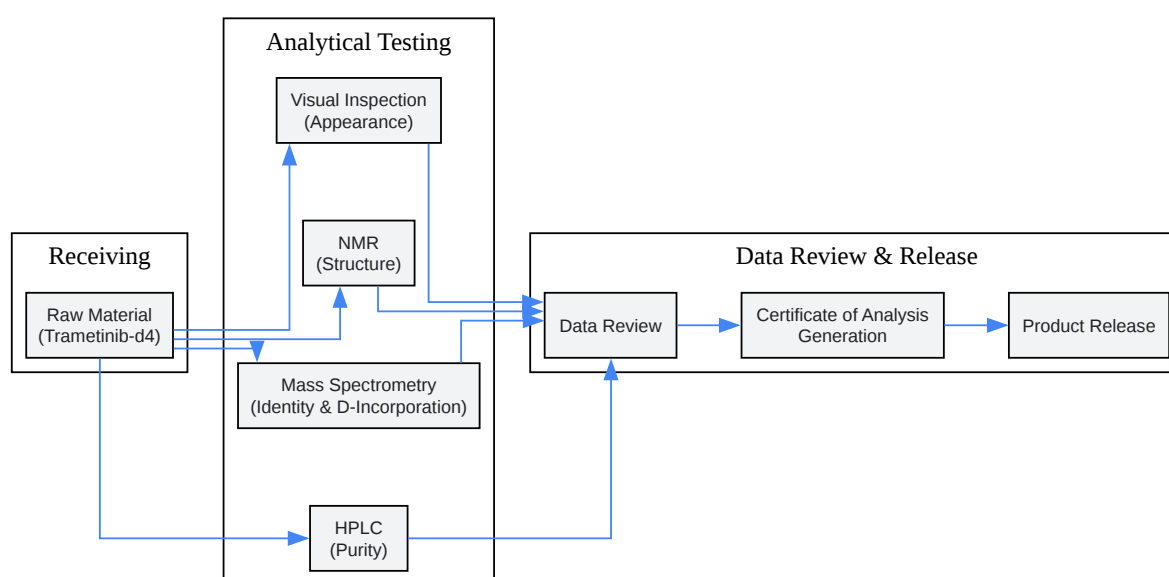 Receiving
Raw Material
(Trametinib-d4)
Analytical Testing
Visual Inspection
(Appearance)
NMR
(Structure)
Mass Spectrometry
(Identity & D-Incorporation)
HPLC
(Purity)
Data Review & Release
Data Review
Certificate of Analysis
Generation
Product Release